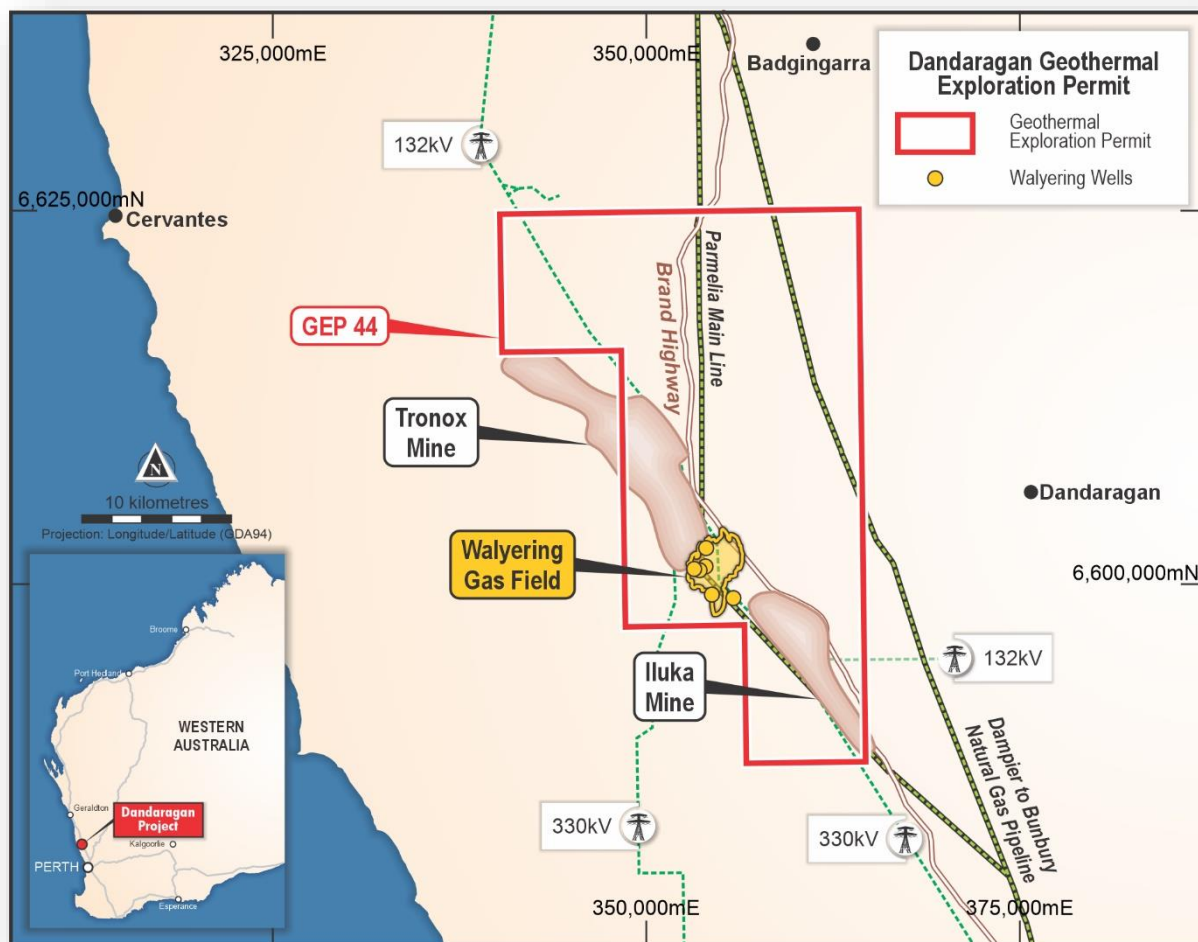 325,000mE
350,000mE
Badgingarra
Dandaragan Geothermal
Exploration Permit
Geothermal
Exploration Permit
Walyering Wells
132kV
6,625,000mN
Cervantes
Parmelia Main Line
Brand Highway
GEP 44
Tronox
Mine
N
10 kilometres
Projection: Longitude/Latitude (GDA94)
Dandaragan
Walyering
Gas Field
6,600,000mN
132kV
Iluka
Mine
Dampier to Bunbury
Natural Gas Pipeline
330kV
330kV
350,000mE
375,000mE
Broome
Port Hedland
WESTERN
AUSTRALIA
Geraldton
Dandaragan
Project
Kalgoorlie
PERTH
Esperance